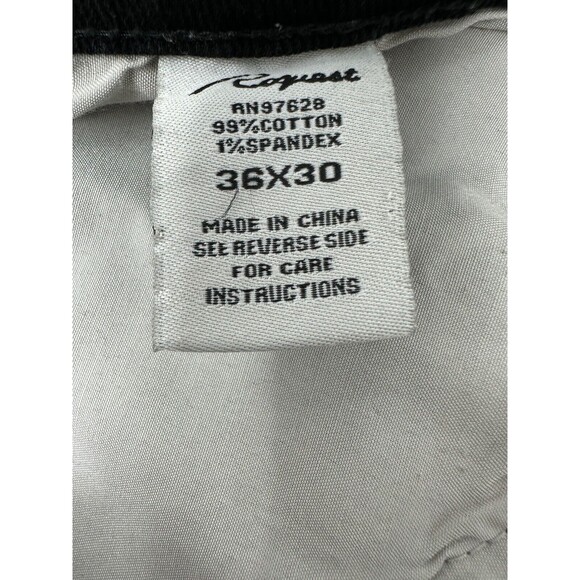 Request
RN97628
99%COTTON
1%SPANDEX
36X30
MADE IN CHINA
SEE REVERSE SIDE
FOR CARE
INSTRUCTIONS